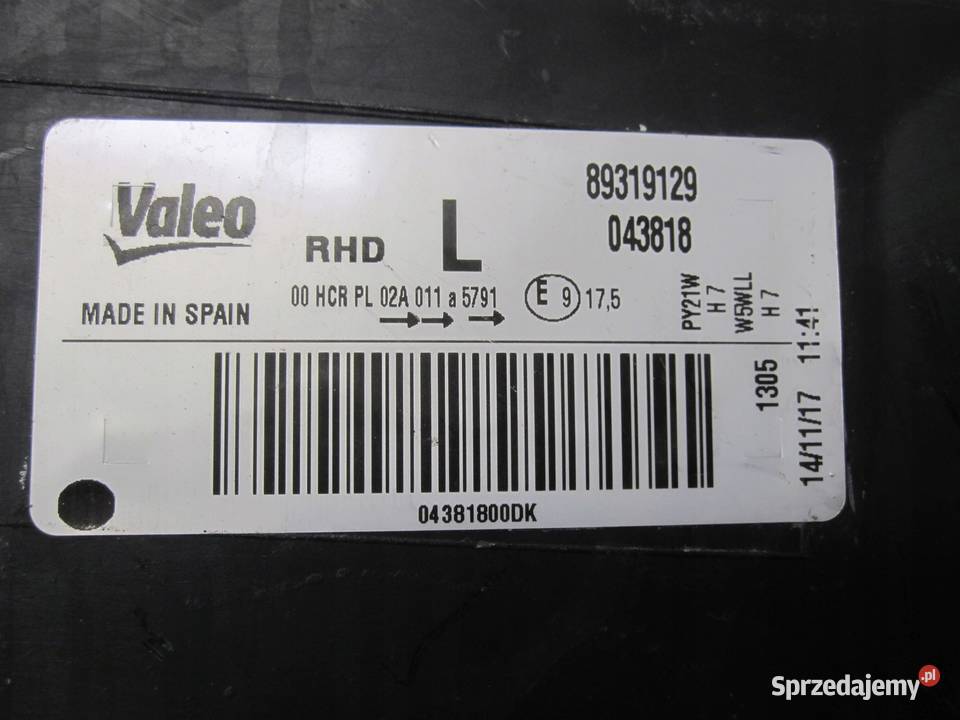 Valeo
RHD L
89319129
043818
00 HCR PL 02A 011 a 5791
E 9 17,5
MADE IN SPAIN
PY21W
H 7
W5WLL
H 7
1305
14/11/17 11:41
04381800DK
Sprzedajemy.pl